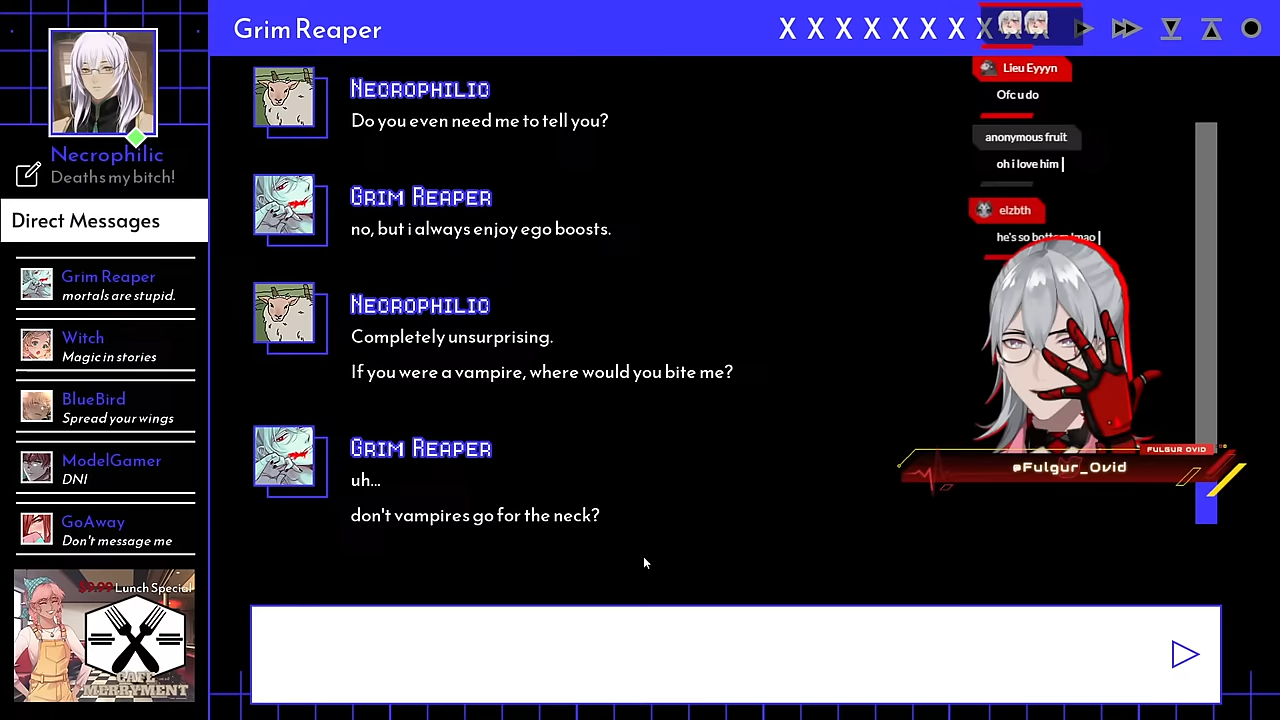 Grim Reaper
X X X X X X X X X X
Necrophilic
Deaths my bitch!
Direct Messages
Grim Reaper
mortals are stupid.
Witch
Magic in stories
BlueBird
Spread your wings
ModelGamer
DNI
GoAway
Don't message me
$9.99 Lunch Special
CAFE
MERRYMENT
Necrophilic
Do you even need me to tell you?
Grim Reaper
no, but i always enjoy ego boosts.
Necrophilic
Completely unsurprising.
If you were a vampire, where would you bite me?
Grim Reaper
uh...
don't vampires go for the neck?
Lieu Eyyyn
Ofc u do
anonymous fruit
oh i love him
elzbth
he's so bottom lmao
FULGUR OVID
@Fulgur_Ovid